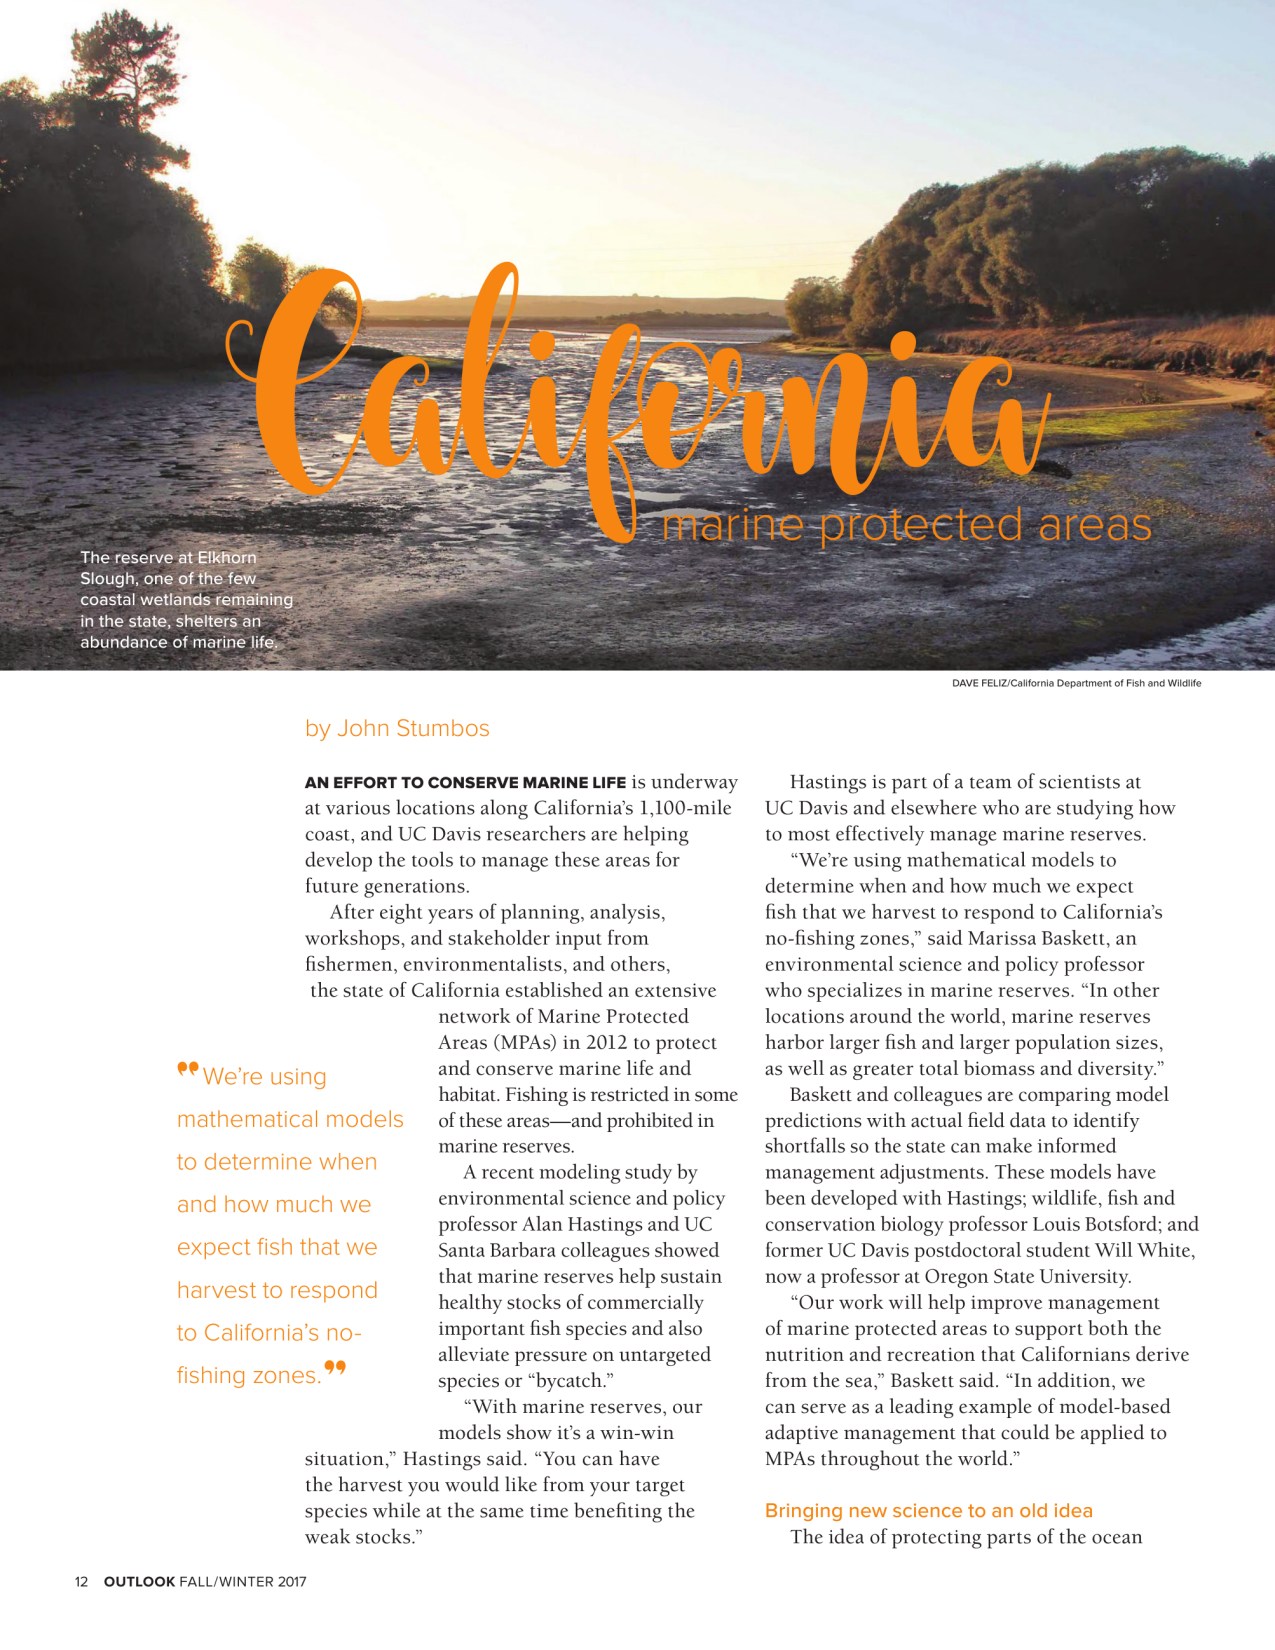 California
marine protected areas
The reserve at Elkhorn
Slough, one of the few
coastal wetlands remaining
in the state, shelters an
abundance of marine life.
DAVE FELIZ/California Department of Fish and Wildlife
by John Stumbos
AN EFFORT TO CONSERVE MARINE LIFE is underway
at various locations along California’s 1,100-mile
coast, and UC Davis researchers are helping
develop the tools to manage these areas for
future generations.
After eight years of planning, analysis,
workshops, and stakeholder input from
fishermen, environmentalists, and others,
the state of California established an extensive
network of Marine Protected
Areas (MPAs) in 2012 to protect
and conserve marine life and
habitat. Fishing is restricted in some
of these areas—and prohibited in
marine reserves.
A recent modeling study by
environmental science and policy
professor Alan Hastings and UC
Santa Barbara colleagues showed
that marine reserves help sustain
healthy stocks of commercially
important fish species and also
alleviate pressure on untargeted
species or “bycatch.”
“With marine reserves, our
models show it’s a win-win
situation,” Hastings said. “You can have
the harvest you would like from your target
species while at the same time benefiting the
weak stocks.”
”We’re using
mathematical models
to determine when
and how much we
expect fish that we
harvest to respond
to California’s no-
fishing zones.”
Hastings is part of a team of scientists at
UC Davis and elsewhere who are studying how
to most effectively manage marine reserves.
“We’re using mathematical models to
determine when and how much we expect
fish that we harvest to respond to California’s
no-fishing zones,” said Marissa Baskett, an
environmental science and policy professor
who specializes in marine reserves. “In other
locations around the world, marine reserves
harbor larger fish and larger population sizes,
as well as greater total biomass and diversity.”
Baskett and colleagues are comparing model
predictions with actual field data to identify
shortfalls so the state can make informed
management adjustments. These models have
been developed with Hastings; wildlife, fish and
conservation biology professor Louis Botsford; and
former UC Davis postdoctoral student Will White,
now a professor at Oregon State University.
“Our work will help improve management
of marine protected areas to support both the
nutrition and recreation that Californians derive
from the sea,” Baskett said. “In addition, we
can serve as a leading example of model-based
adaptive management that could be applied to
MPAs throughout the world.”
Bringing new science to an old idea
The idea of protecting parts of the ocean
12 OUTLOOK FALL/WINTER 2017